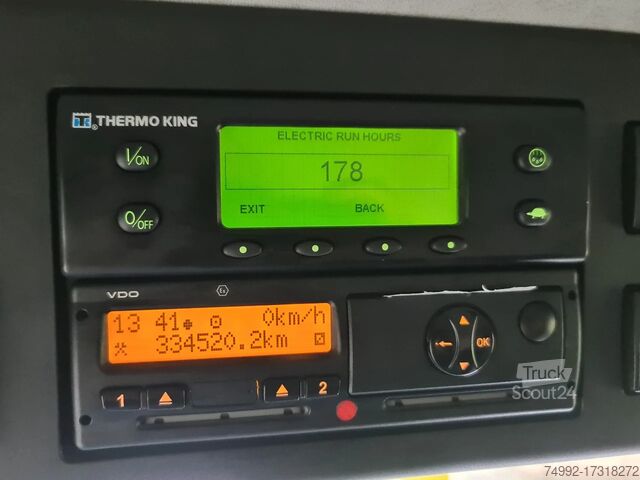 THERMO KING
ELECTRIC RUN HOURS
178
EXIT BACK
I/ON
O/OFF
VDO
Ex
13 41 0km/h
334520.2km
OK
1 2
Truck
Scout24
74992-17318272